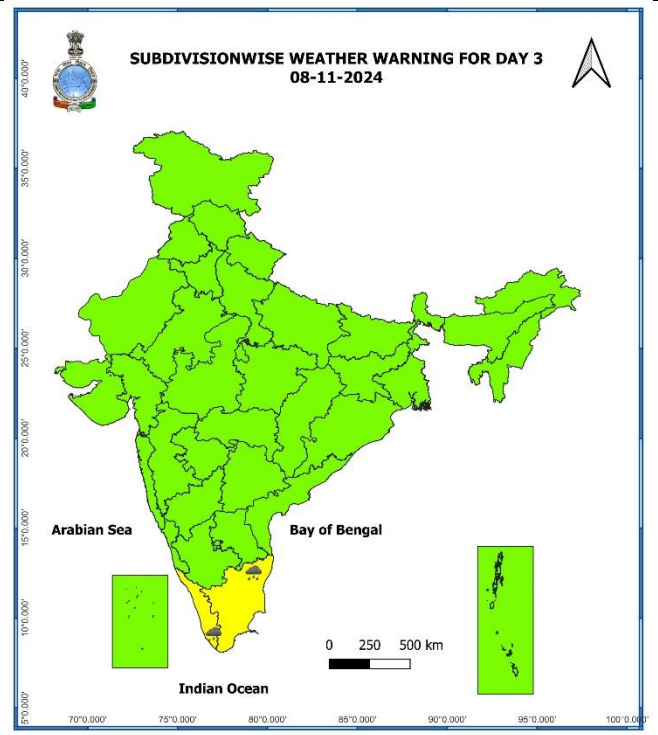 SUBDIVISIONWISE WEATHER WARNING FOR DAY 3
08-11-2024
40°0.000'
35°0.000'
30°0.000'
25°0.000'
20°0.000'
15°0.000'
10°0.000'
5°0.000'
Arabian Sea
Bay of Bengal
0 250 500 km
Indian Ocean
70°0.000' 75°0.000' 80°0.000' 85°0.000' 90°0.000' 95°0.000' 100°0.000'